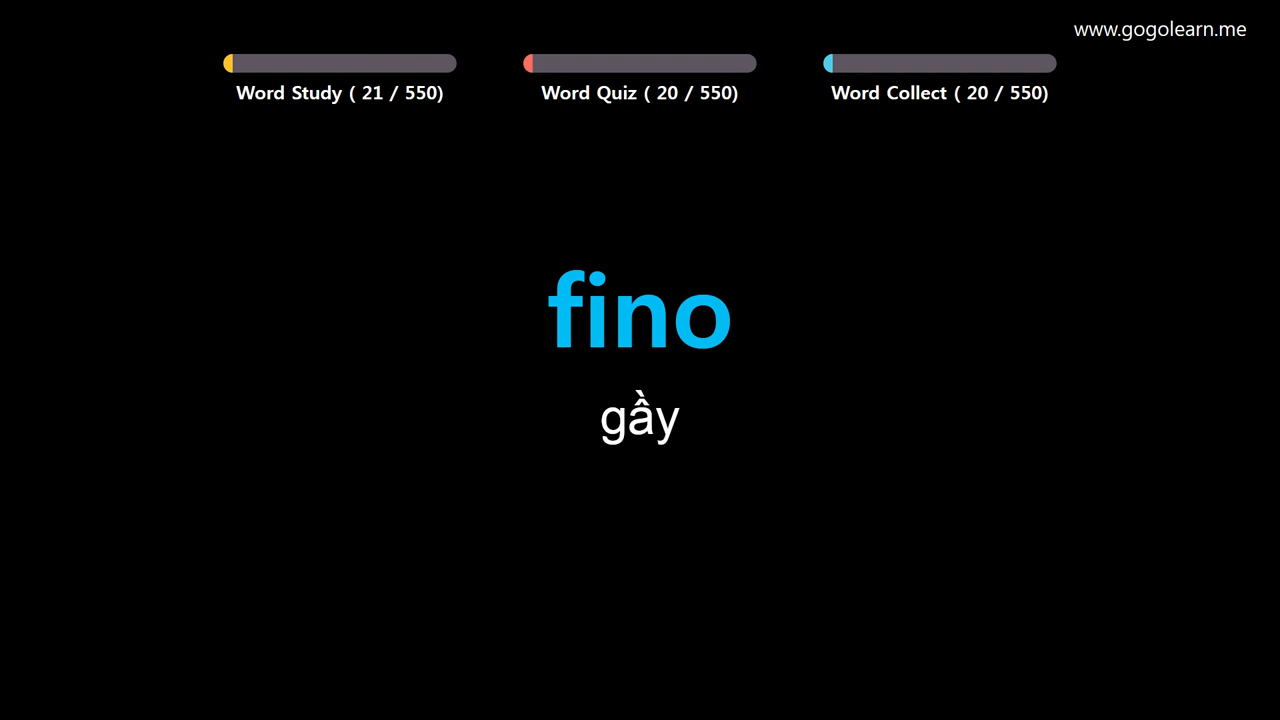 www.gogolearn.me
Word Study ( 21 / 550)
Word Quiz ( 20 / 550)
Word Collect ( 20 / 550)
fino
gầy